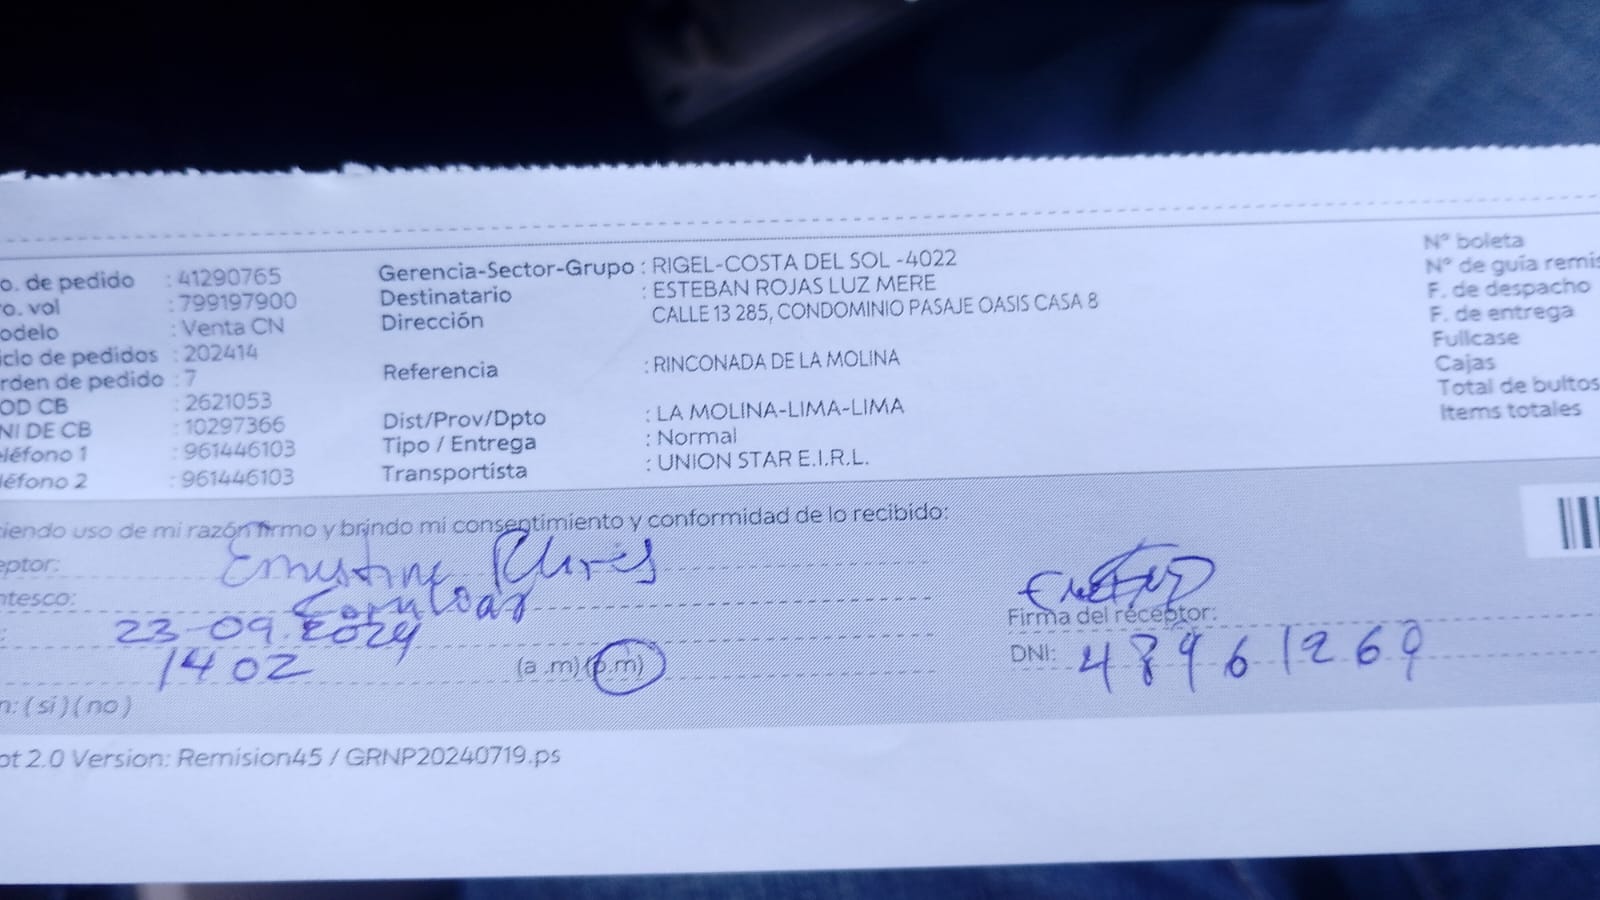 o. de pedido : 41290765
o. vol : 799197900
odelo : Venta CN
iclo de pedidos : 202414
rden de pedido : 7
OD CB : 2621053
NI DE CB : 10297366
eléfono 1 : 961446103
léfono 2 : 961446103
Gerencia-Sector-Grupo : RIGEL-COSTA DEL SOL -4022
Destinatario : ESTEBAN ROJAS LUZ MERE
Dirección CALLE 13 285, CONDOMINIO PASAJE OASIS CASA 8
Referencia : RINCONADA DE LA MOLINA
Dist/Prov/Dpto : LA MOLINA-LIMA-LIMA
Tipo / Entrega : Normal
Transportista : UNION STAR E.I.R.L.
N° boleta
N° de guía remis
F. de despacho
F. de entrega
Fullcase
Cajas
Total de bultos
Items totales
ciendo uso de mi razón firmo y brindo mi consentimiento y conformidad de lo recibido:
eptor:
ntesco:
23-09.2024
1402 (a.m)(p.m)
n: (si)(no)
Firma del receptor:
DNI: 48961269
ot 2.0 Version: Remision45 / GRNP20240719.ps